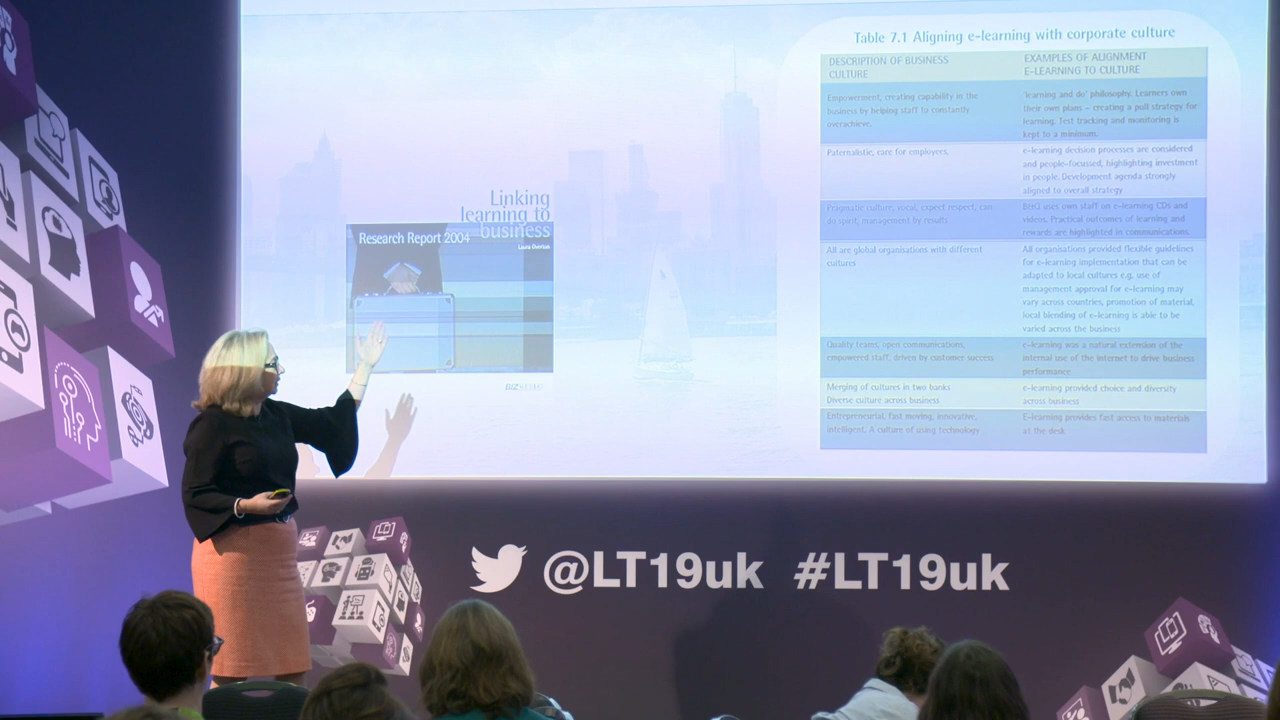 Table 7.1 Aligning e-learning with corporate culture
DESCRIPTION OF BUSINESS
CULTURE
EXAMPLES OF ALIGNMENT
E-LEARNING TO CULTURE
Empowerment, creating capability in the
business by helping staff to constantly
overachieve.
'learning and do' philosophy. Learners own
their own plans – creating a pull strategy for
learning. Test tracking and monitoring is
kept to a minimum.
Paternalistic, care for employees.
e-learning decision processes are considered
and people-focussed, highlighting investment
in people. Development agenda strongly
aligned to overall strategy
Pragmatic culture, vocal, expect respect, can
do spirit, management by results
B&Q uses own staff on e-learning CDs and
videos. Practical outcomes of learning and
rewards are highlighted in communications.
All are global organisations with different
cultures
All organisations provided flexible guidelines
for e-learning implementation that can be
adapted to local cultures e.g. use of
management approval for e-learning may
vary across countries, promotion of material,
local blending of e-learning is able to be
varied across the business
Quality teams, open communications,
empowered staff, driven by customer success
e-learning was a natural extension of the
internal use of the internet to drive business
performance
Merging of cultures in two banks
Diverse culture across business
e-learning provided choice and diversity
across business
Entrepreneurial, fast moving, innovative,
intelligent. A culture of using technology
E-learning provides fast access to materials
at the desk
Linking
learning to
business
Research Report 2004
Laura Overton
@LT19uk #LT19uk